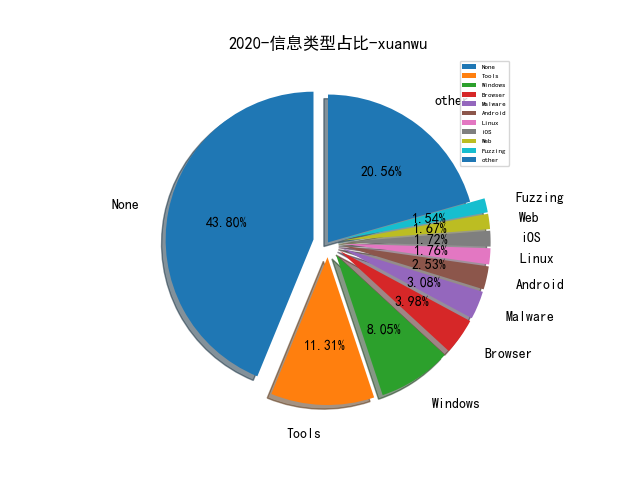 2020-信息类型占比-xuanwu
None
Tools
Windows
Browser
Malware
Android
Linux
iOS
Web
Fuzzing
other
other
20.56%
Fuzzing
1.54%
Web
1.67%
iOS
1.72%
Linux
1.76%
Android
2.53%
Malware
3.08%
Browser
3.98%
Windows
8.05%
Tools
11.31%
None
43.80%